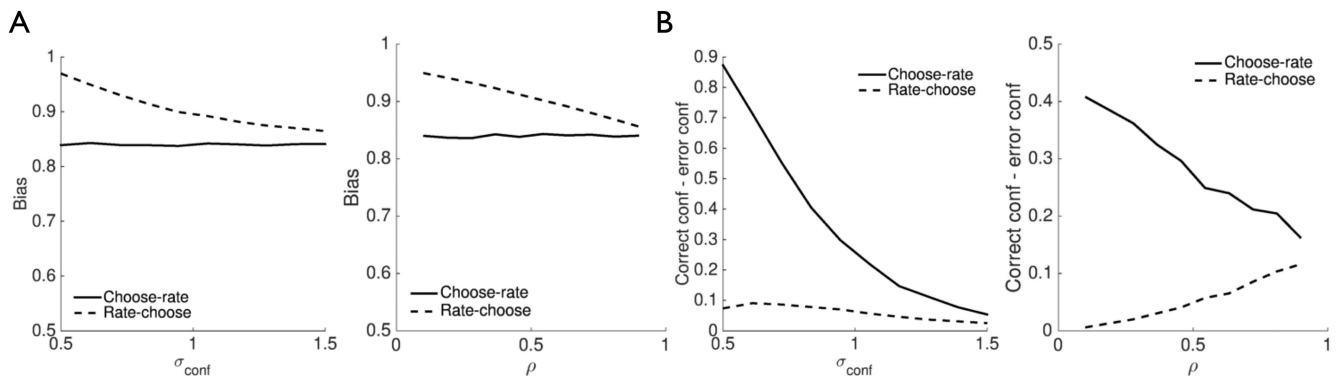 A
1
0.9
0.8
0.7
0.6
0.5
Bias
Choose-rate
Rate-choose
0.5
1
1.5
σconf
1
0.9
0.8
0.7
0.6
0.5
Bias
Choose-rate
Rate-choose
0
0.5
1
ρ
B
0.9
0.8
0.7
0.6
0.5
0.4
0.3
0.2
0.1
0
Correct conf - error conf
Choose-rate
Rate-choose
0.5
1
1.5
σconf
0.5
0.4
0.3
0.2
0.1
0
Correct conf - error conf
Choose-rate
Rate-choose
0
0.5
1
ρ